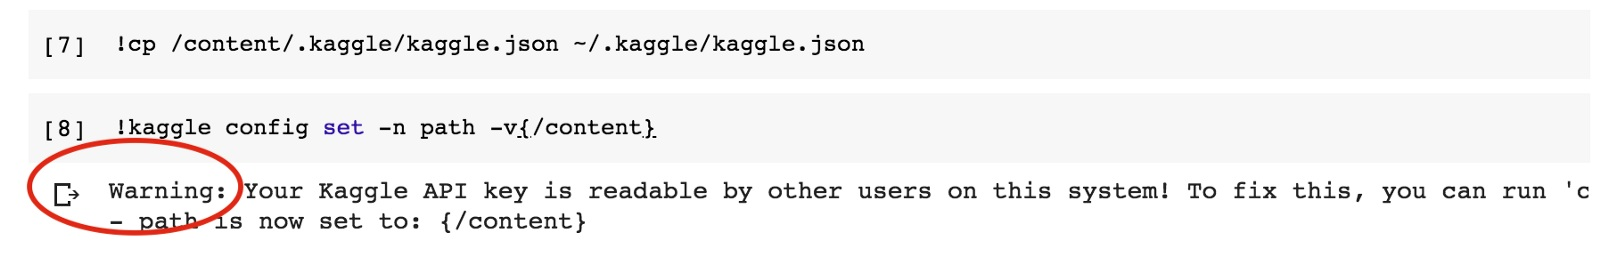 [7] !cp /content/.kaggle/kaggle.json ~/.kaggle/kaggle.json
[8] !kaggle config set -n path -v{/content}
Warning: Your Kaggle API key is readable by other users on this system! To fix this, you can run 'c
- path is now set to: {/content}